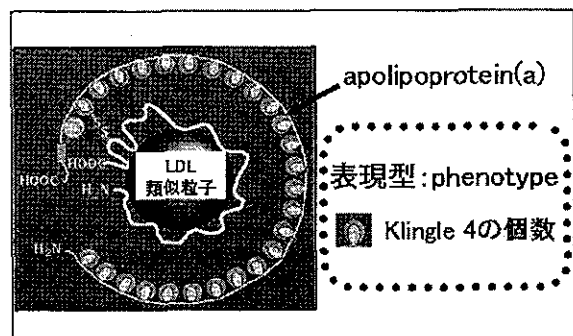 apolipoprotein(a)
HOOC
HOOC
H₂N
LDL
類似粒子
H₂N
表現型:phenotype
Klingle 4の個数